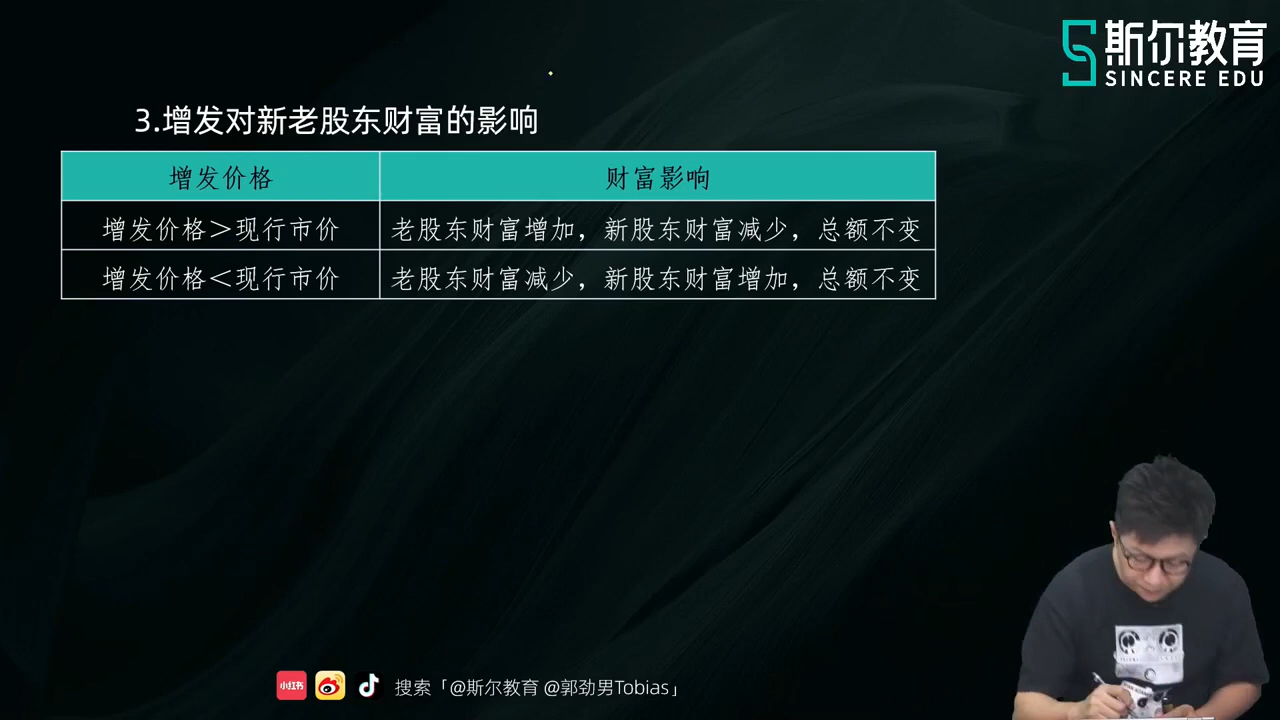 斯尔教育
SINCERE EDU
3.增发对新老股东财富的影响
增发价格 财富影响
增发价格＞现行市价 老股东财富增加，新股东财富减少，总额不变
增发价格＜现行市价 老股东财富减少，新股东财富增加，总额不变
小红书
搜索「@斯尔教育 @郭劲男Tobias」